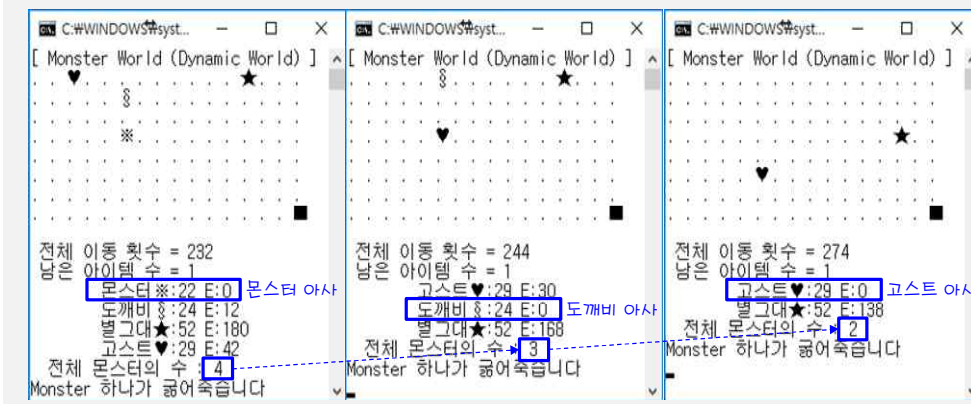 C:₩WINDOWS₩syst...
[ Monster World (Dynamic World) ]
전체 이동 횟수 = 232
남은 아이템 수 = 1
몬스터※:22 E:0 몬스터 아사
도깨비§:24 E:12
별그대★:52 E:180
고스트♥:29 E:42
전체 몬스터의 수 : 4
Monster 하나가 굶어죽습니다
C:₩WINDOWS₩syst...
[ Monster World (Dynamic World) ]
전체 이동 횟수 = 244
남은 아이템 수 = 1
고스트♥:29 E:30
도깨비§:24 E:0 도깨비 아사
별그대★:52 E:168
전체 몬스터의 수 : 3
Monster 하나가 굶어죽습니다
C:₩WINDOWS₩syst...
[ Monster World (Dynamic World) ]
전체 이동 횟수 = 274
남은 아이템 수 = 1
고스트♥:29 E:0 고스트 아사
별그대★:52 E:138
전체 몬스터의 수 : 2
Monster 하나가 굶어죽습니다